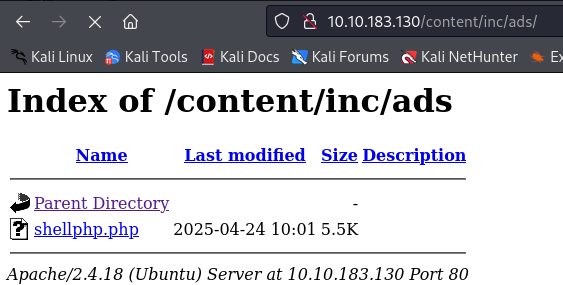 10.10.183.130/content/inc/ads/
Kali Linux Kali Tools Kali Docs Kali Forums Kali NetHunter Ex
Index of /content/inc/ads
Name Last modified Size Description
Parent Directory -
shellphp.php 2025-04-24 10:01 5.5K
Apache/2.4.18 (Ubuntu) Server at 10.10.183.130 Port 80